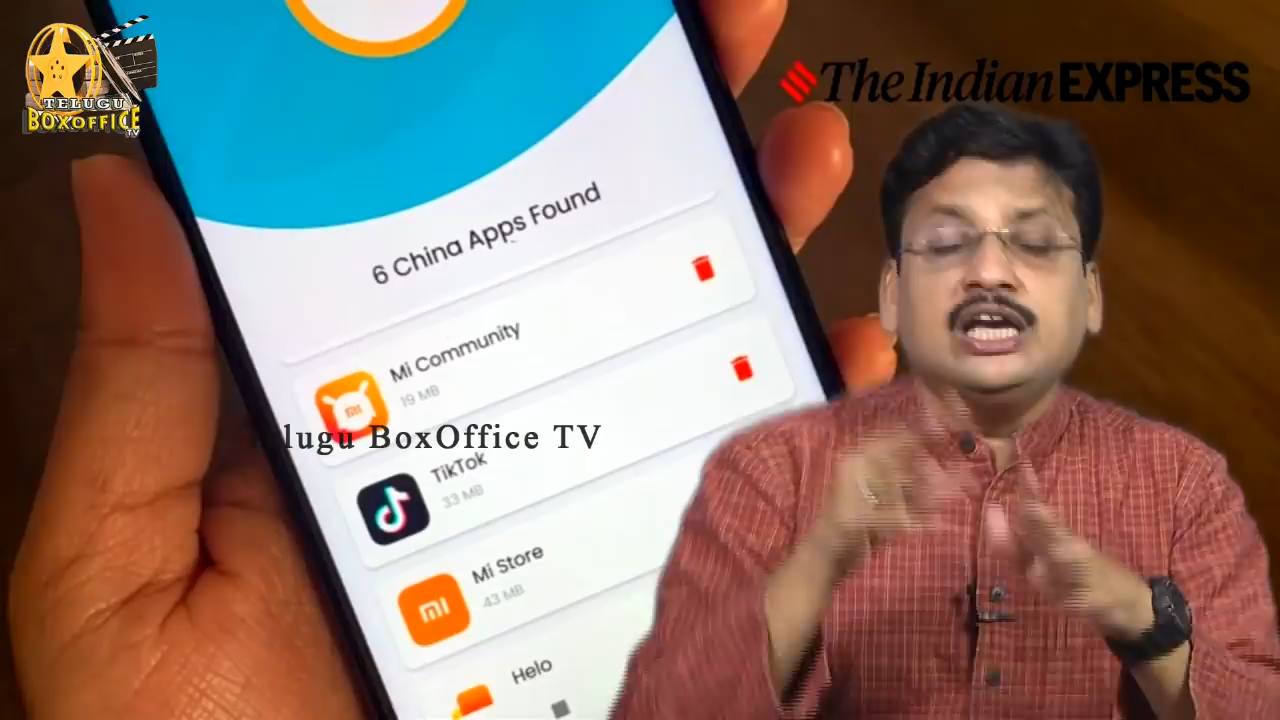 TELUGU
BOXOFFICE
TV
The Indian EXPRESS
6 China Apps Found
Mi Community
19 MB
lugu BoxOffice TV
TikTok
33 MB
Mi Store
43 MB
Helo